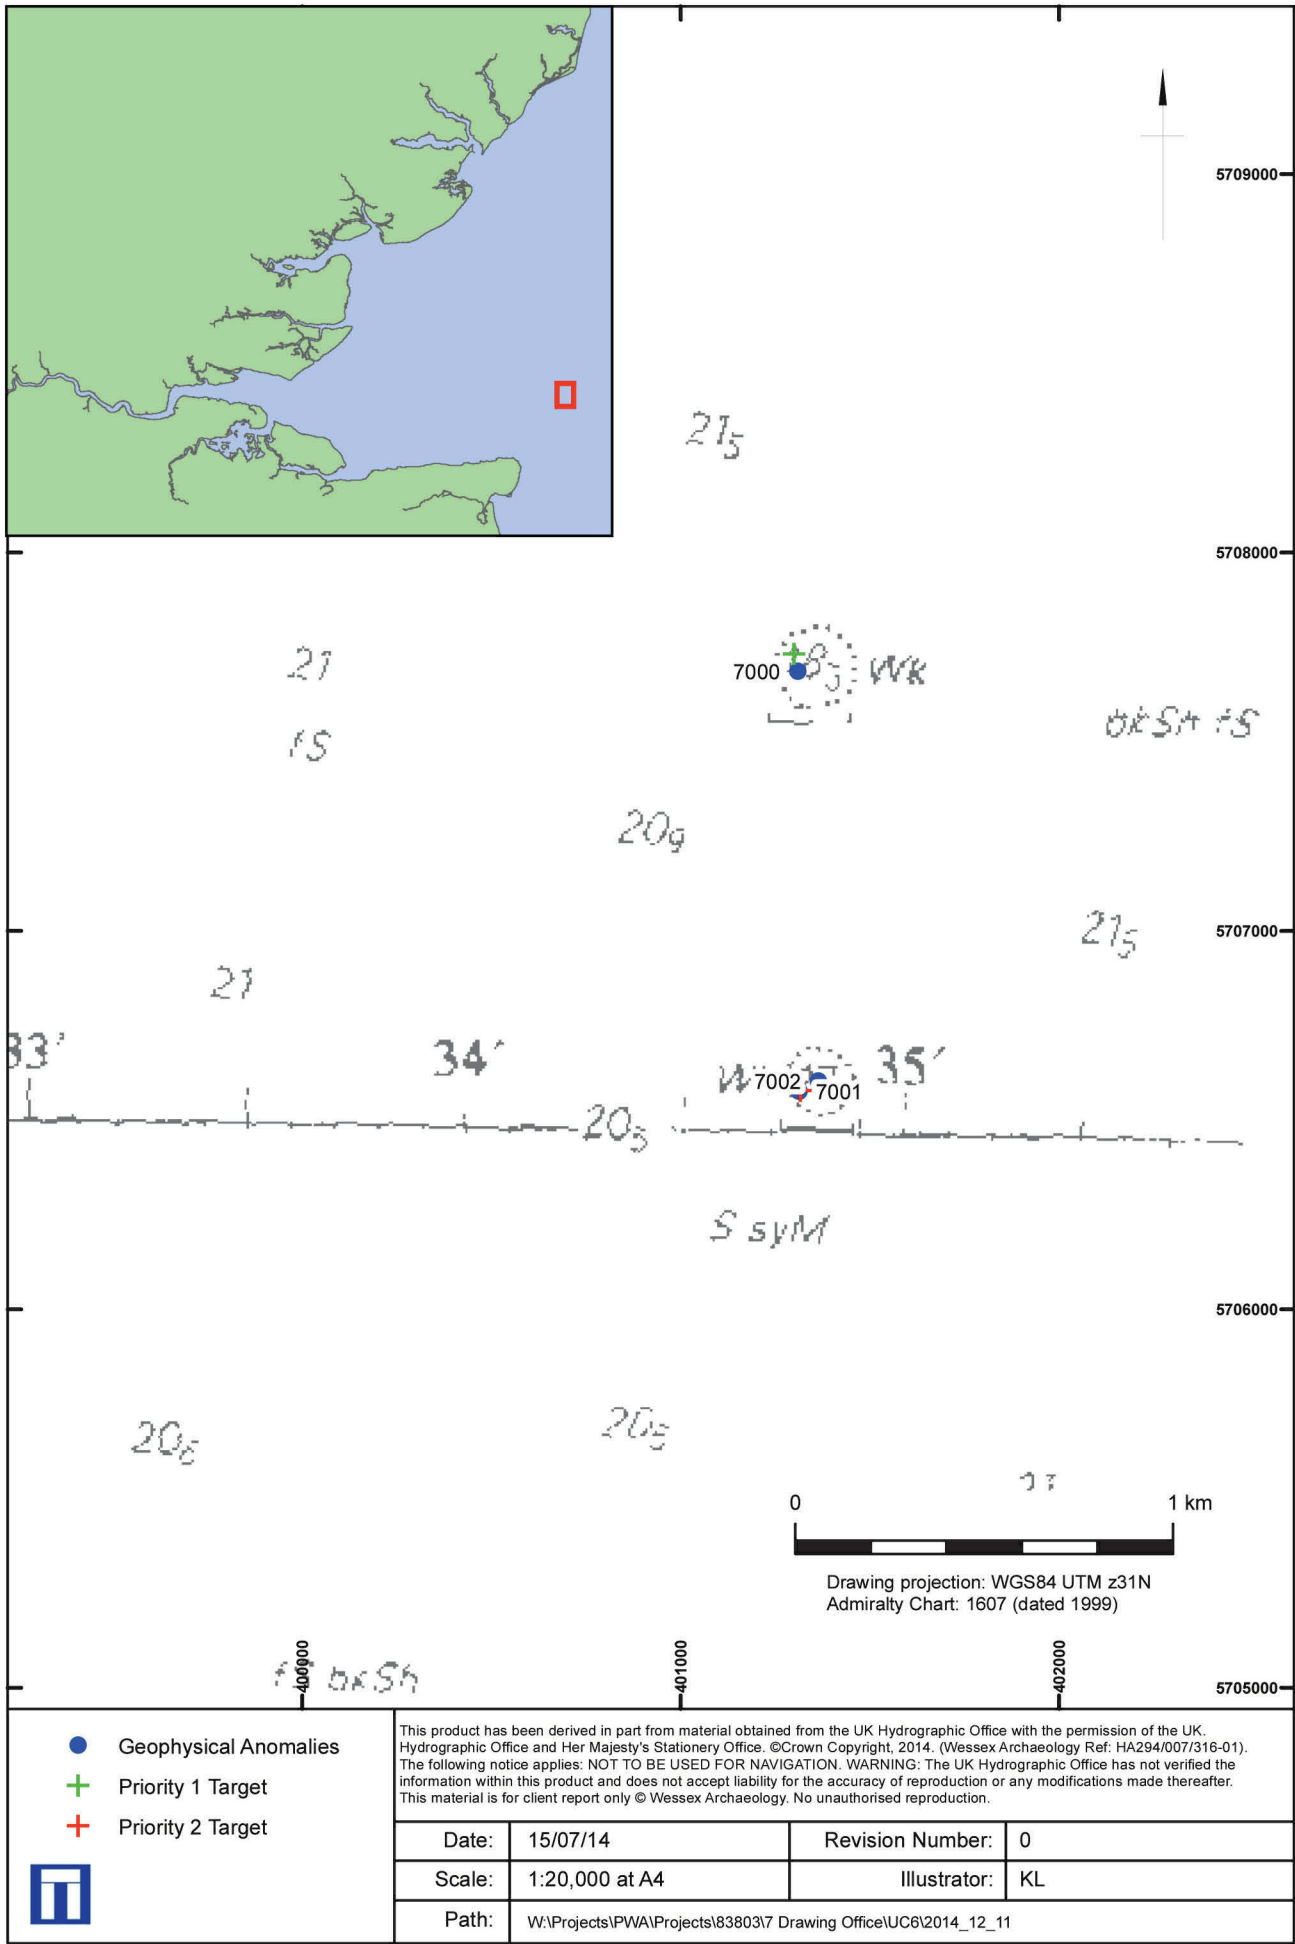 5709000
21₅
5708000
21
7000
Wk
fS
bkSh fS
20₉
5707000
21₅
21
33′
34′
35′
7002
7001
20₅
S syM
5706000
20₆
20₅
0
1 km
Drawing projection: WGS84 UTM z31N
Admiralty Chart: 1607 (dated 1999)
400000
401000
402000
bkSh
5705000
Geophysical Anomalies
Priority 1 Target
Priority 2 Target
This product has been derived in part from material obtained from the UK Hydrographic Office with the permission of the UK.
Hydrographic Office and Her Majesty's Stationery Office. ©Crown Copyright, 2014. (Wessex Archaeology Ref: HA294/007/316-01).
The following notice applies: NOT TO BE USED FOR NAVIGATION. WARNING: The UK Hydrographic Office has not verified the
information within this product and does not accept liability for the accuracy of reproduction or any modifications made thereafter.
This material is for client report only © Wessex Archaeology. No unauthorised reproduction.
Date: 15/07/14 Revision Number: 0
Scale: 1:20,000 at A4 Illustrator: KL
Path: W:\Projects\PWA\Projects\83803\7 Drawing Office\UC6\2014_12_11